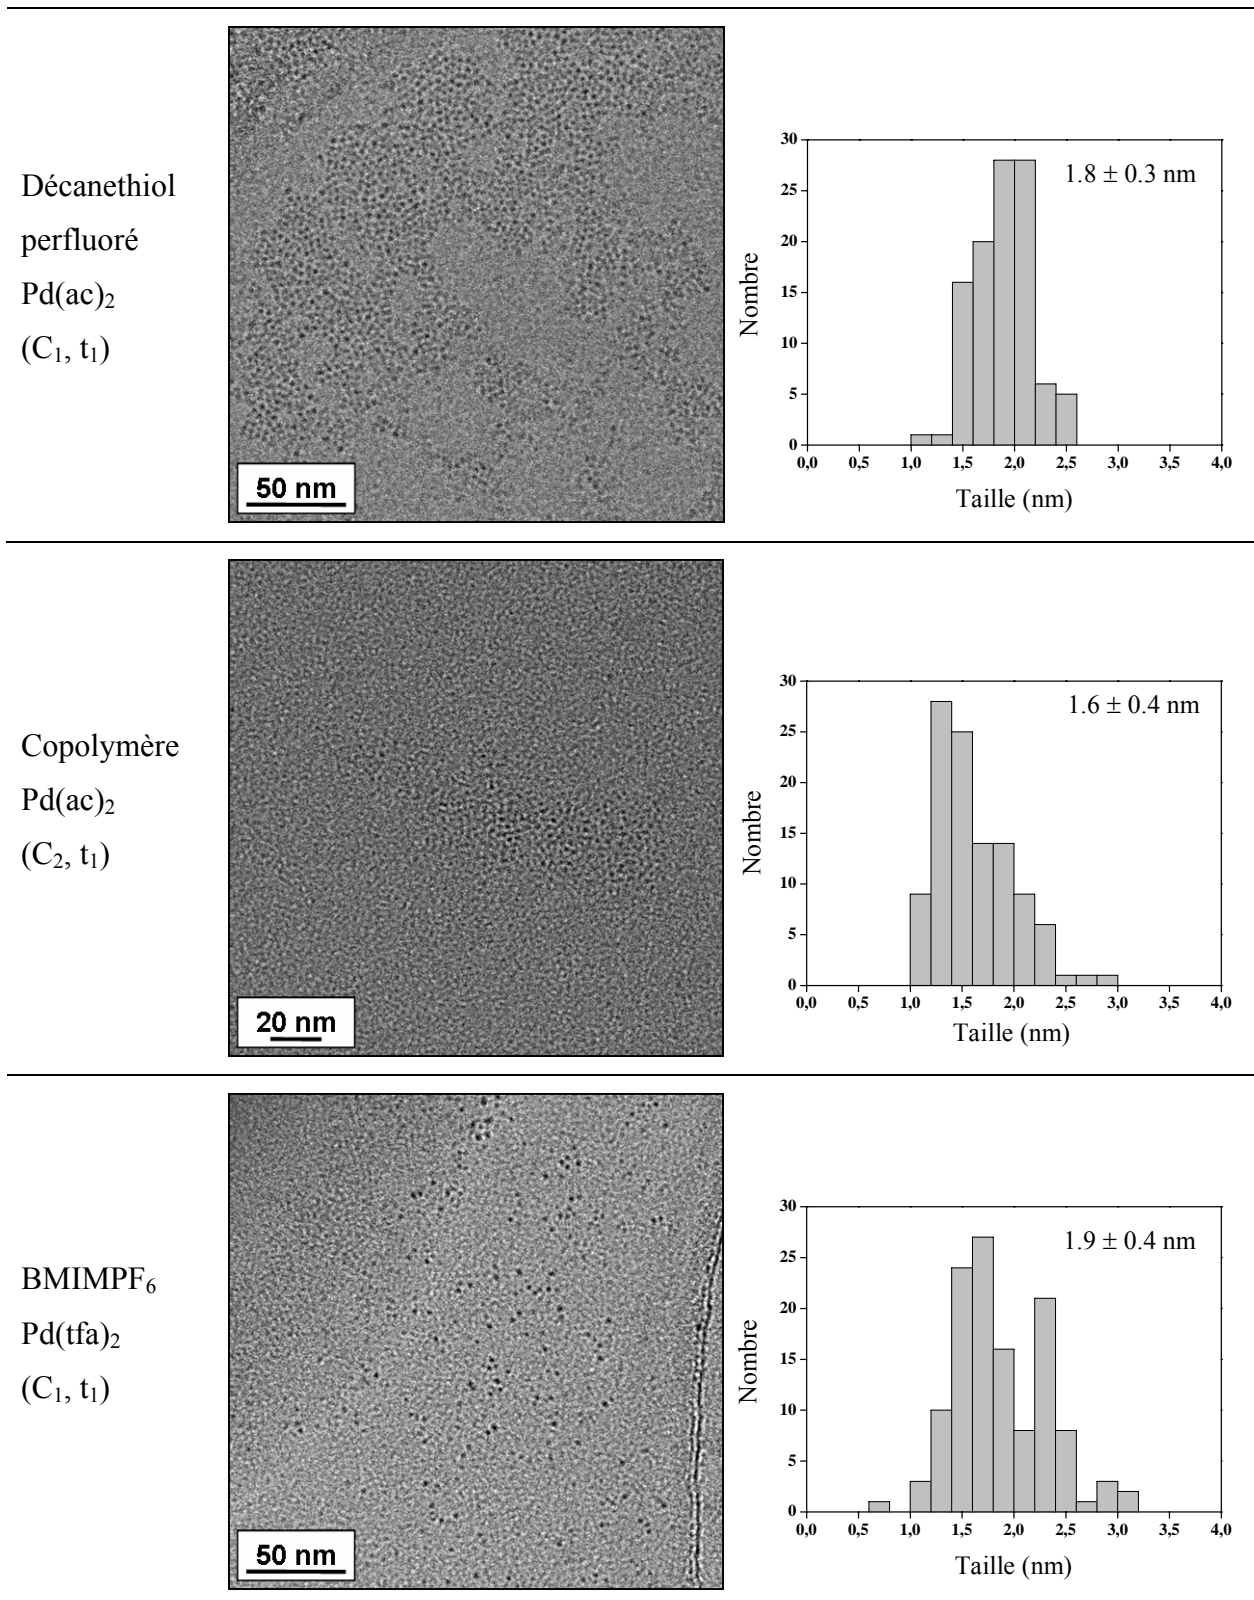 Décanethiol
perfluoré
Pd(ac)2
(C1, t1)
50 nm
1.8 ± 0.3 nm
30
25
20
15
10
5
0
Nombre
0,0 0,5 1,0 1,5 2,0 2,5 3,0 3,5 4,0
Taille (nm)
Copolymère
Pd(ac)2
(C2, t1)
20 nm
1.6 ± 0.4 nm
30
25
20
15
10
5
0
Nombre
0,0 0,5 1,0 1,5 2,0 2,5 3,0 3,5 4,0
Taille (nm)
BMIMPF6
Pd(tfa)2
(C1, t1)
50 nm
1.9 ± 0.4 nm
30
25
20
15
10
5
0
Nombre
0,0 0,5 1,0 1,5 2,0 2,5 3,0 3,5 4,0
Taille (nm)